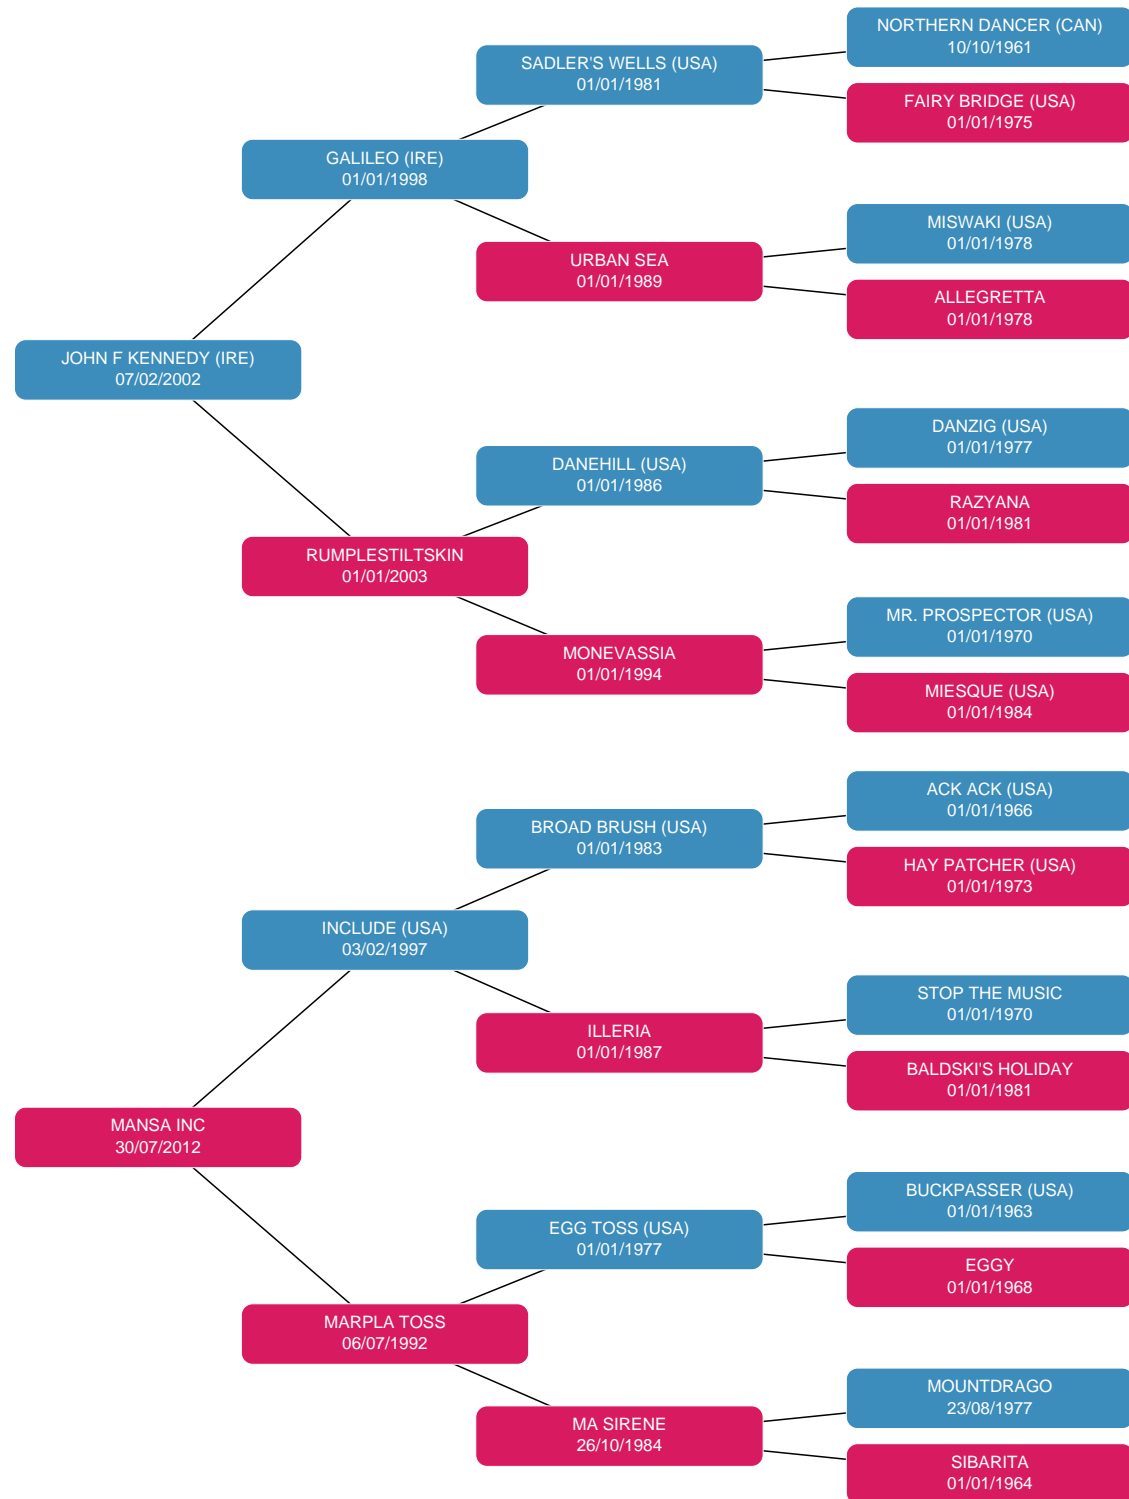 NORTHERN DANCER (CAN)
10/10/1961
SADLER'S WELLS (USA)
01/01/1981
FAIRY BRIDGE (USA)
01/01/1975
GALILEO (IRE)
01/01/1998
MISWAKI (USA)
01/01/1978
URBAN SEA
01/01/1989
ALLEGRETTA
01/01/1978
JOHN F KENNEDY (IRE)
07/02/2002
DANZIG (USA)
01/01/1977
DANEHILL (USA)
01/01/1986
RAZYANA
01/01/1981
RUMPLESTILTSKIN
01/01/2003
MR. PROSPECTOR (USA)
01/01/1970
MONEVASSIA
01/01/1994
MIESQUE (USA)
01/01/1984
ACK ACK (USA)
01/01/1966
BROAD BRUSH (USA)
01/01/1983
HAY PATCHER (USA)
01/01/1973
INCLUDE (USA)
03/02/1997
STOP THE MUSIC
01/01/1970
ILLERIA
01/01/1987
BALDSKI'S HOLIDAY
01/01/1981
MANSA INC
30/07/2012
BUCKPASSER (USA)
01/01/1963
EGG TOSS (USA)
01/01/1977
EGGY
01/01/1968
MARPLA TOSS
06/07/1992
MOUNTDRAGO
23/08/1977
MA SIRENE
26/10/1984
SIBARITA
01/01/1964